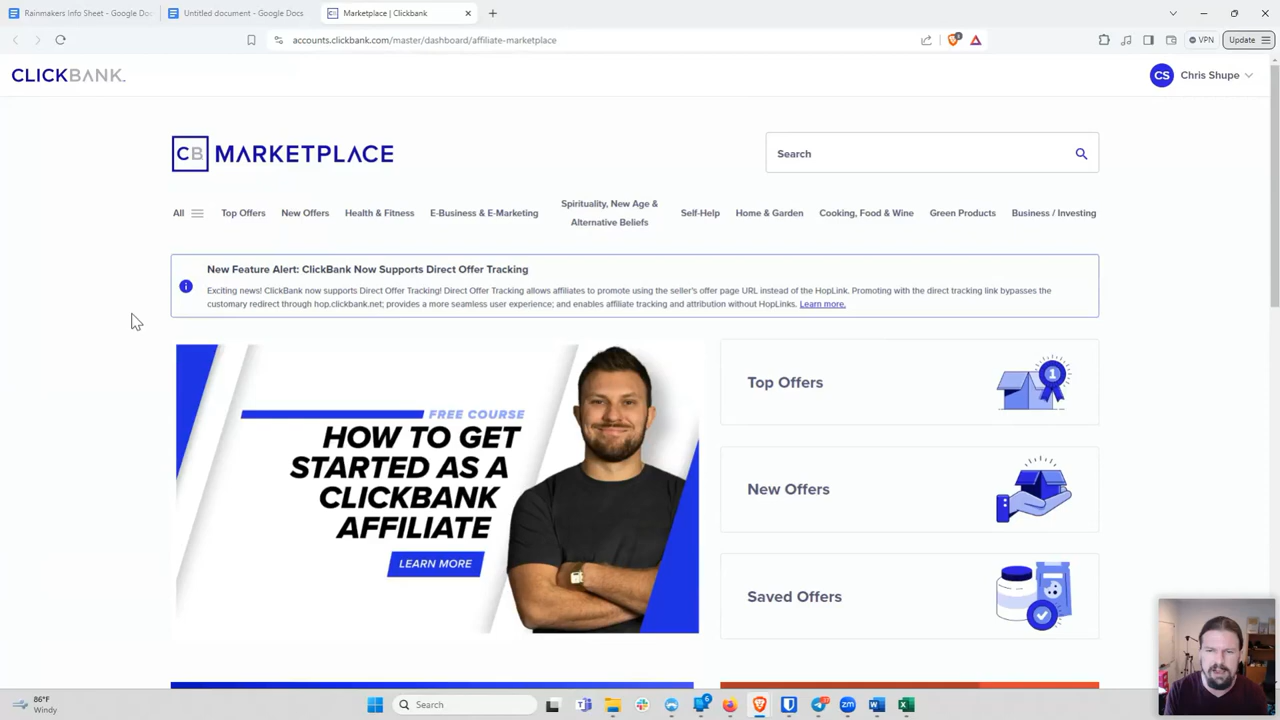 Rainmakers Info Sheet - Google Do
Untitled document - Google Docs
Marketplace | Clickbank
accounts.clickbank.com/master/dashboard/affiliate-marketplace
VPN
Update
CLICKBANK.
CS
Chris Shupe
CB MARKETPLACE
Search
All
Top Offers
New Offers
Health & Fitness
E-Business & E-Marketing
Spirituality, New Age &
Alternative Beliefs
Self-Help
Home & Garden
Cooking, Food & Wine
Green Products
Business / Investing
New Feature Alert: ClickBank Now Supports Direct Offer Tracking
Exciting news! ClickBank now supports Direct Offer Tracking! Direct Offer Tracking allows affiliates to promote using the seller's offer page URL instead of the HopLink. Promoting with the direct tracking link bypasses the
customary redirect through hop.clickbank.net; provides a more seamless user experience; and enables affiliate tracking and attribution without HopLinks. Learn more.
FREE COURSE
HOW TO GET
STARTED AS A
CLICKBANK
AFFILIATE
LEARN MORE
Top Offers
1
New Offers
Saved Offers
86°F
Windy
Search